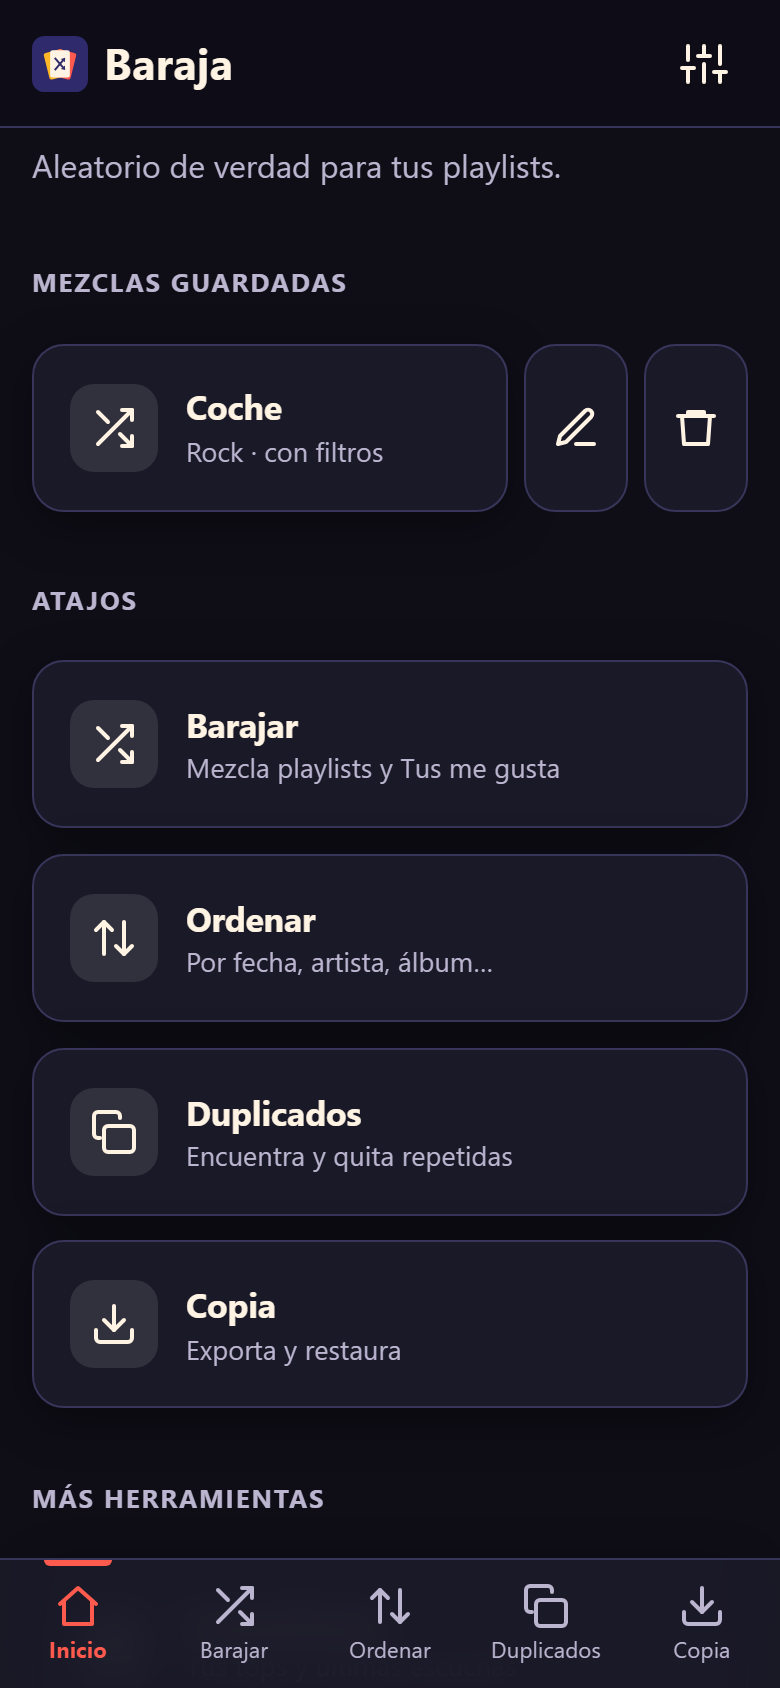 Baraja
Aleatorio de verdad para tus playlists.
MEZCLAS GUARDADAS
Coche
Rock · con filtros
ATAJOS
Barajar
Mezcla playlists y Tus me gusta
Ordenar
Por fecha, artista, álbum...
Duplicados
Encuentra y quita repetidas
Copia
Exporta y restaura
MÁS HERRAMIENTAS
Inicio
Barajar
Ordenar
Duplicados
Copia